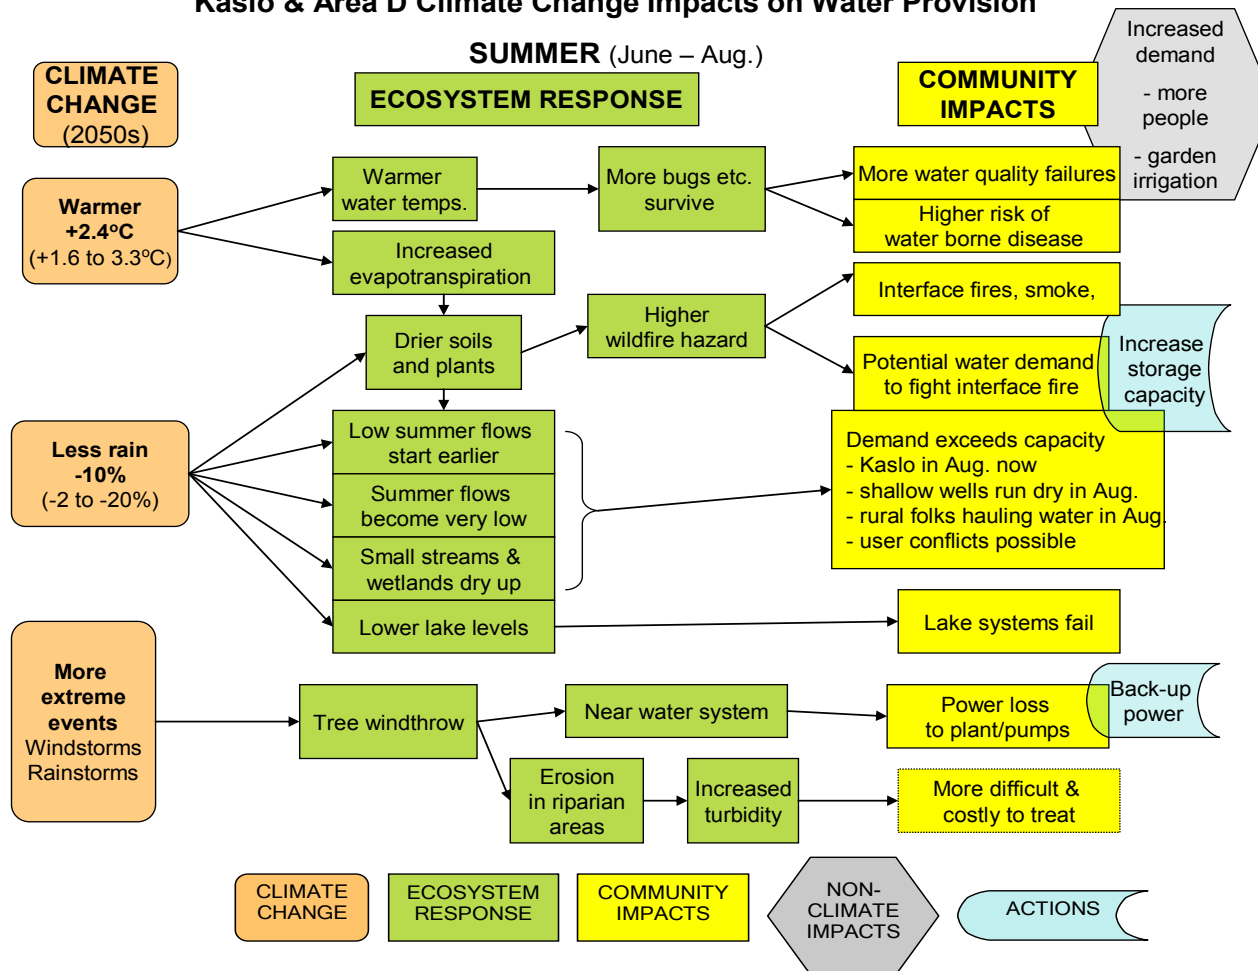 Kaslo & Area D Climate Change Impacts on Water Provision
SUMMER (June – Aug.)
CLIMATE
CHANGE
(2050s)
ECOSYSTEM RESPONSE
COMMUNITY
IMPACTS
Increased
demand
- more
people
- garden
irrigation
Warmer
+2.4ºC
(+1.6 to 3.3ºC)
Warmer
water temps.
More bugs etc.
survive
More water quality failures
Higher risk of
water borne disease
Increased
evapotranspiration
Drier soils
and plants
Higher
wildfire hazard
Interface fires, smoke,
Potential water demand
to fight interface fire
Increase
storage
capacity
Less rain
-10%
(-2 to -20%)
Low summer flows
start earlier
Summer flows
become very low
Small streams &
wetlands dry up
Lower lake levels
Demand exceeds capacity
- Kaslo in Aug. now
- shallow wells run dry in Aug.
- rural folks hauling water in Aug.
- user conflicts possible
Lake systems fail
More
extreme
events
Windstorms
Rainstorms
Tree windthrow
Near water system
Power loss
to plant/pumps
Back-up
power
Erosion
in riparian
areas
Increased
turbidity
More difficult &
costly to treat
CLIMATE
CHANGE
ECOSYSTEM
RESPONSE
COMMUNITY
IMPACTS
NON-
CLIMATE
IMPACTS
ACTIONS